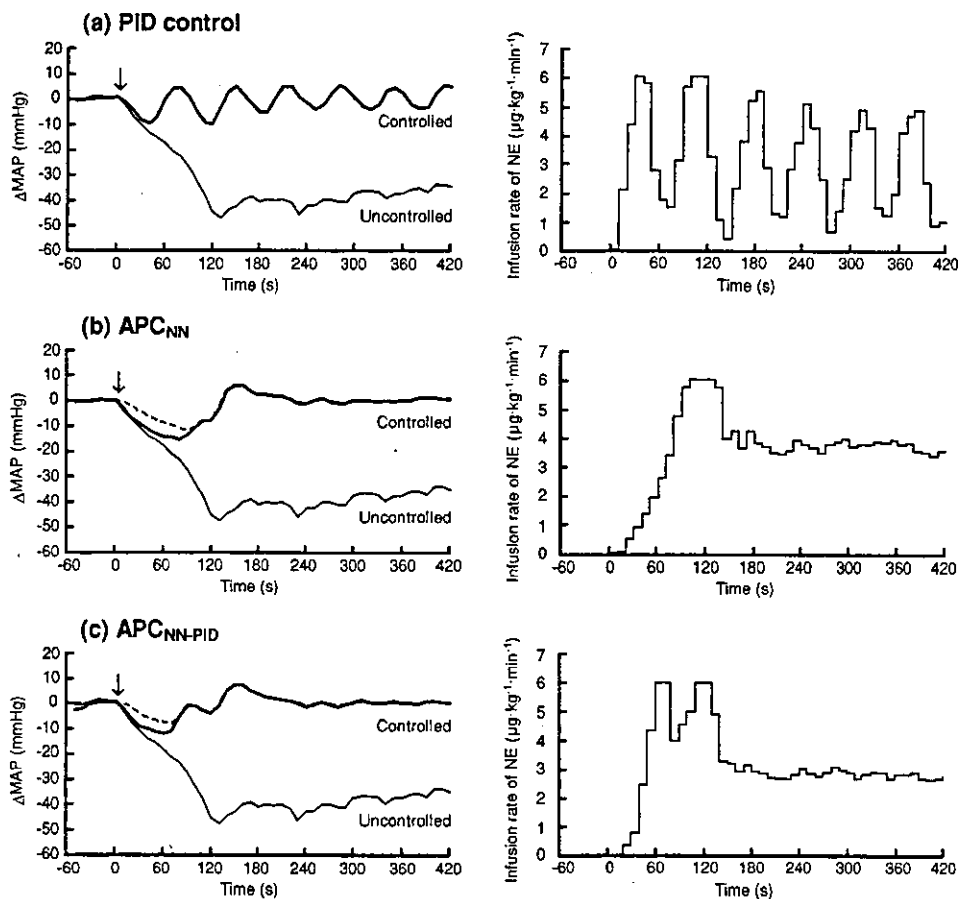 (a) PID control
20
10
0
-10
-20
-30
-40
-50
-60
ΔMAP (mmHg)
Controlled
Uncontrolled
-60 0 60 120 180 240 300 360 420
Time (s)
7
6
5
4
3
2
1
0
Infusion rate of NE (µg·kg⁻¹·min⁻¹)
-60 0 60 120 180 240 300 360 420
Time (s)
(b) APC_NN
20
10
0
-10
-20
-30
-40
-50
-60
ΔMAP (mmHg)
Controlled
Uncontrolled
-60 0 60 120 180 240 300 360 420
Time (s)
7
6
5
4
3
2
1
0
Infusion rate of NE (µg·kg⁻¹·min⁻¹)
-60 0 60 120 180 240 300 360 420
Time (s)
(c) APC_NN-PID
20
10
0
-10
-20
-30
-40
-50
-60
ΔMAP (mmHg)
Controlled
Uncontrolled
-60 0 60 120 180 240 300 360 420
Time (s)
7
6
5
4
3
2
1
0
Infusion rate of NE (µg·kg⁻¹·min⁻¹)
-60 0 60 120 180 240 300 360 420
Time (s)